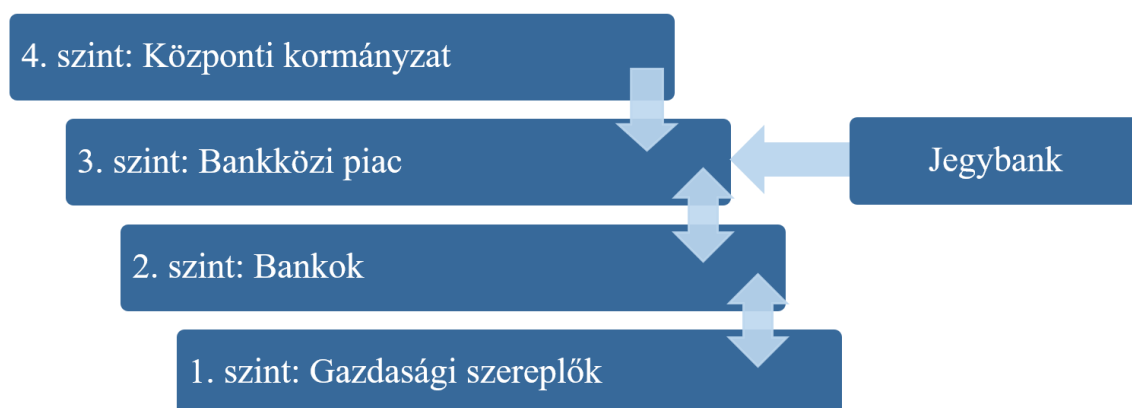 4. szint: Központi kormányzat
3. szint: Bankközi piac
Jegybank
2. szint: Bankok
1. szint: Gazdasági szereplők